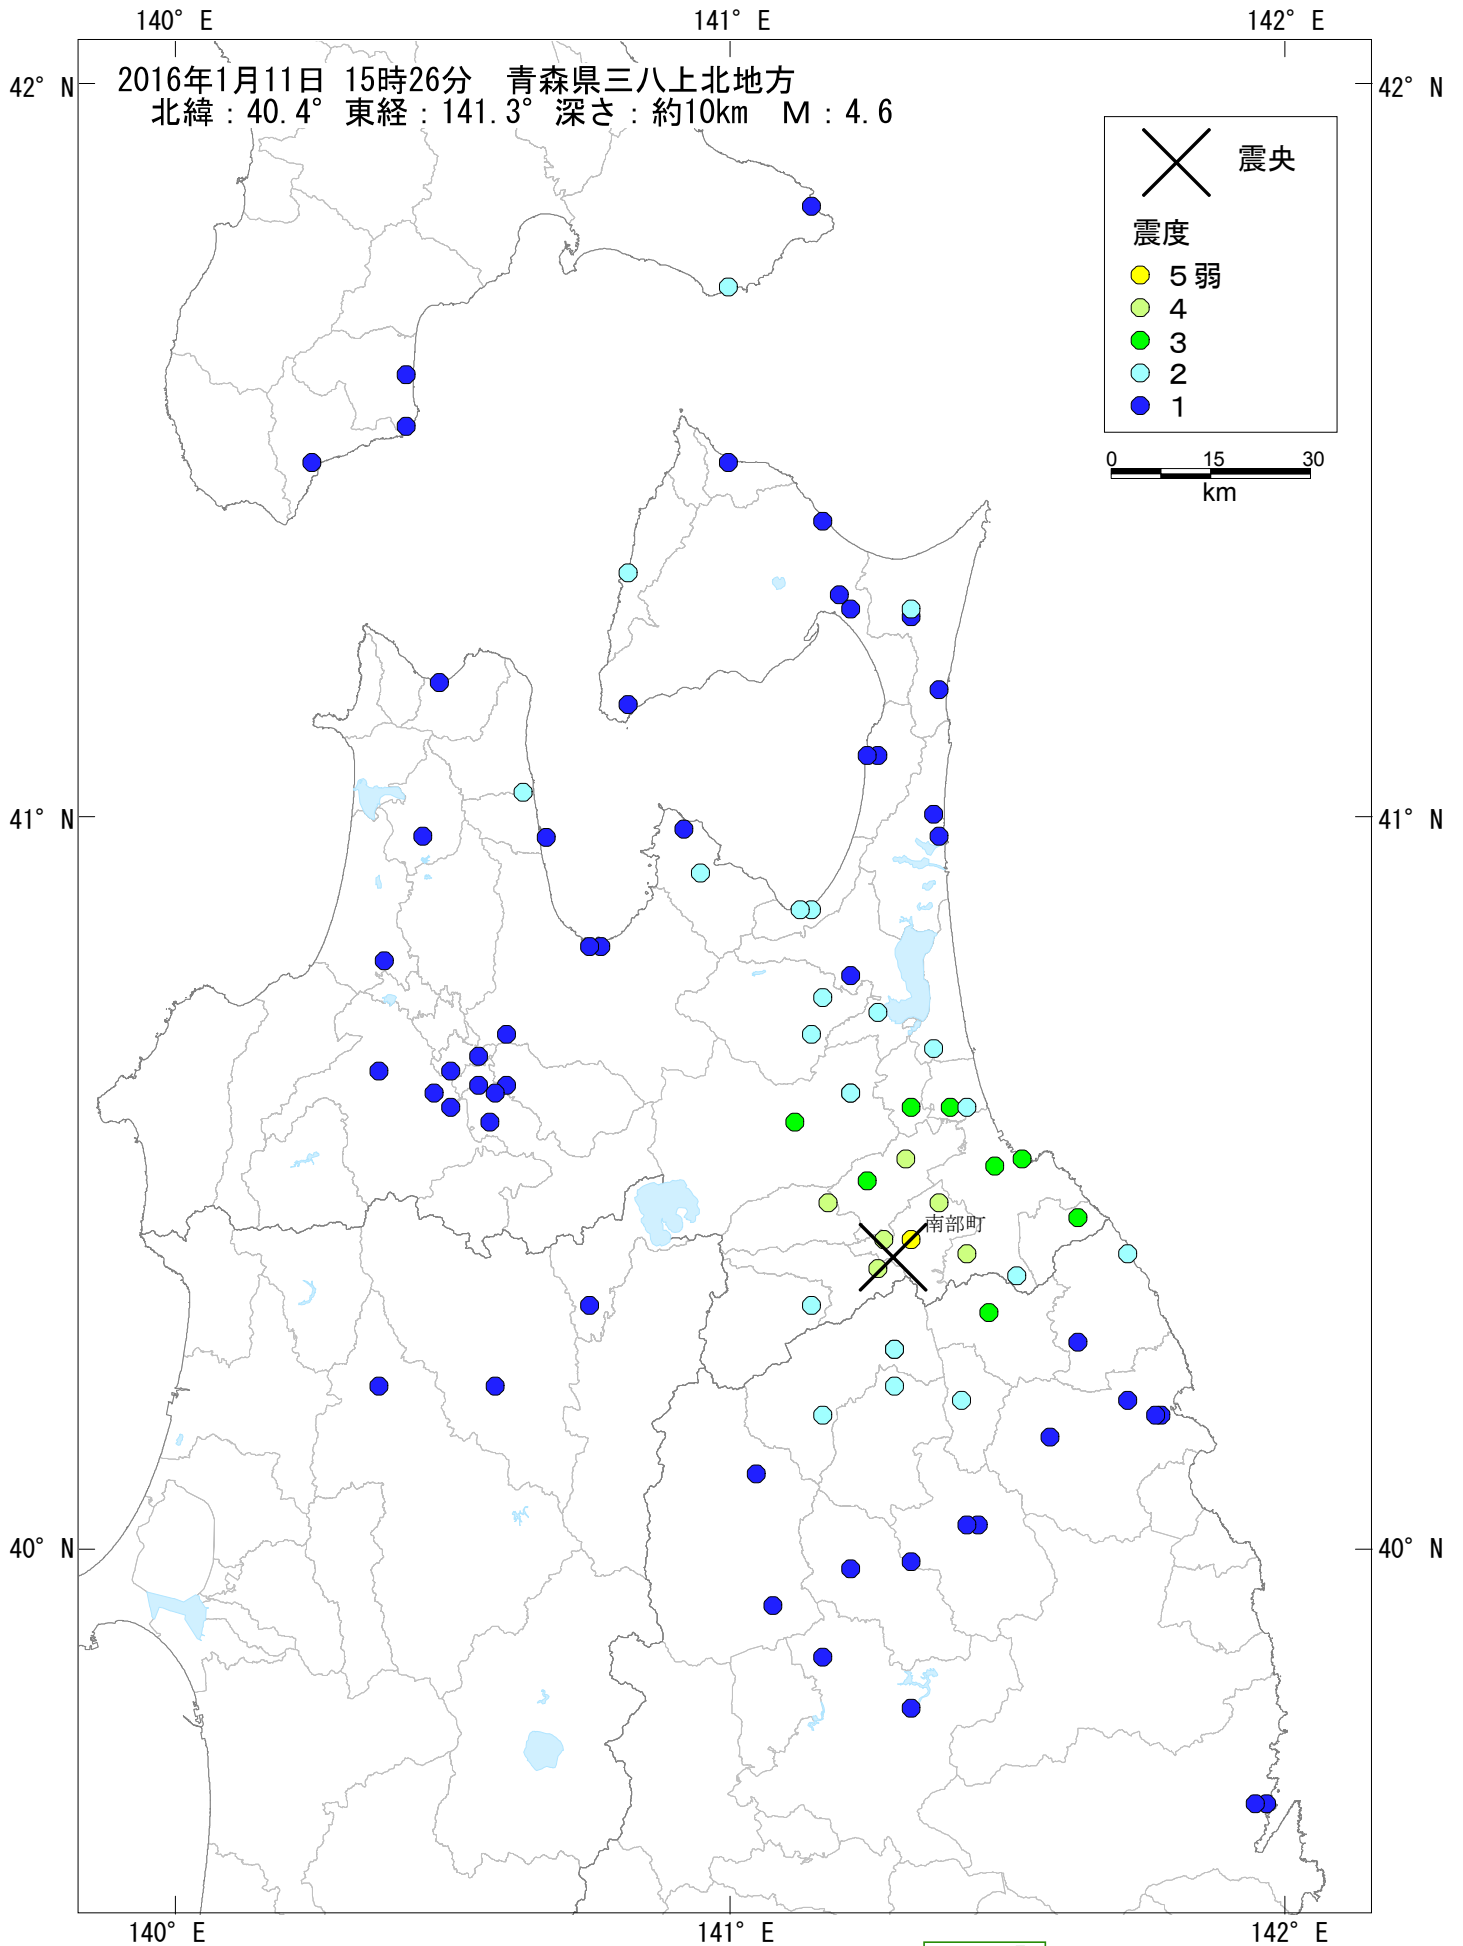 140° E 141° E 142° E
2016年1月11日 15時26分 青森県三八上北地方
42° N 42° N
北緯：40.4° 東経：141.3° 深さ：約10km M：4.6
震央
震度
５弱
４
３
２
１
0 15 30
km
41° N 41° N
南部町
40° N 40° N
140° E 141° E 142° E